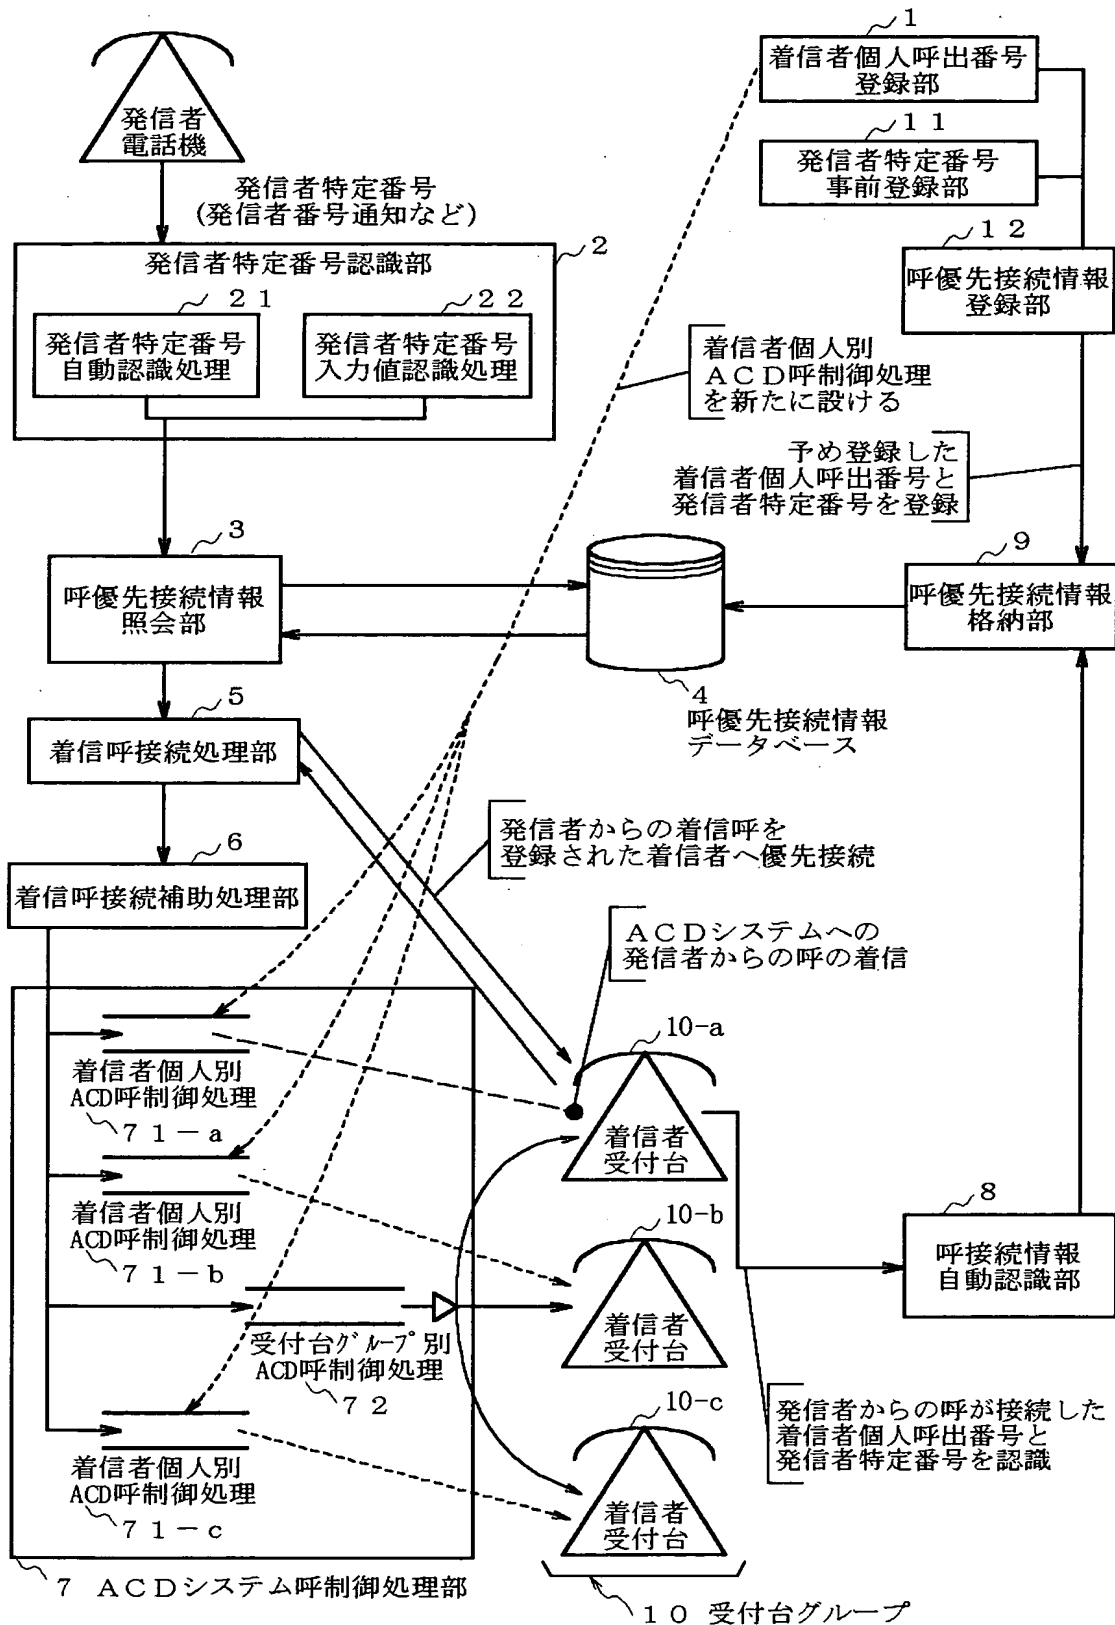 1
着信者個人呼出番号
登録部
11
発信者特定番号
事前登録部
12
呼優先接続情報
登録部
発信者
電話機
発信者特定番号
(発信者番号通知など)
2
発信者特定番号認識部
21
発信者特定番号
自動認識処理
22
発信者特定番号
入力値認識処理
着信者個人別
ACD呼制御処理
を新たに設ける
予め登録した
着信者個人呼出番号と
発信者特定番号を登録
3
呼優先接続情報
照会部
4
呼優先接続情報
データベース
9
呼優先接続情報
格納部
5
着信呼接続処理部
発信者からの着信呼を
登録された着信者へ優先接続
6
着信呼接続補助処理部
ACDシステムへの
発信者からの呼の着信
着信者個人別
ACD呼制御処理
71-a
着信者個人別
ACD呼制御処理
71-b
受付台グループ別
ACD呼制御処理
72
着信者個人別
ACD呼制御処理
71-c
7 ACDシステム呼制御処理部
10-a
着信者
受付台
10-b
着信者
受付台
10-c
着信者
受付台
10 受付台グループ
8
呼接続情報
自動認識部
発信者からの呼が接続した
着信者個人呼出番号と
発信者特定番号を認識